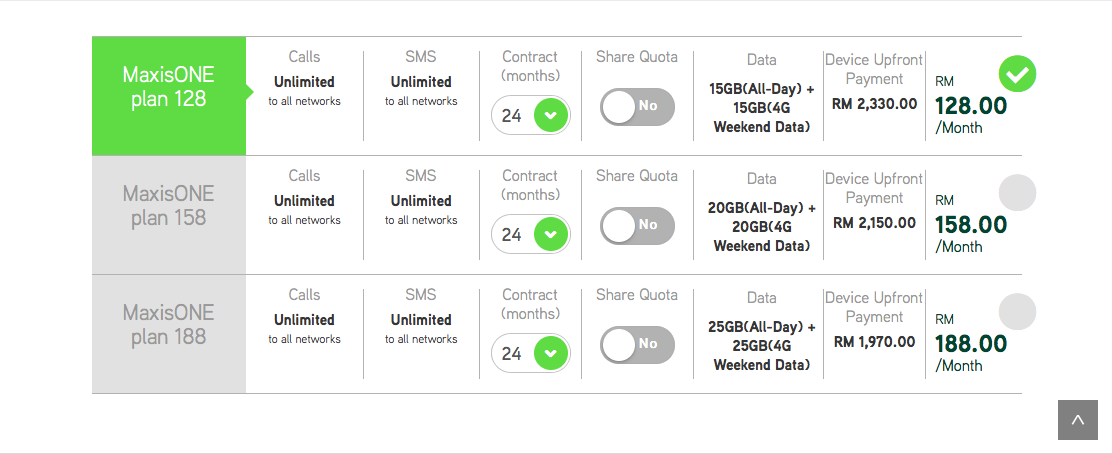 MaxisONE
plan 128
Calls
Unlimited
to all networks
SMS
Unlimited
to all networks
Contract
(months)
24
Share Quota
No
Data
15GB(All-Day) +
15GB(4G
Weekend Data)
Device Upfront
Payment
RM 2,330.00
RM
128.00
/Month
MaxisONE
plan 158
Calls
Unlimited
to all networks
SMS
Unlimited
to all networks
Contract
(months)
24
Share Quota
No
Data
20GB(All-Day) +
20GB(4G
Weekend Data)
Device Upfront
Payment
RM 2,150.00
RM
158.00
/Month
MaxisONE
plan 188
Calls
Unlimited
to all networks
SMS
Unlimited
to all networks
Contract
(months)
24
Share Quota
No
Data
25GB(All-Day) +
25GB(4G
Weekend Data)
Device Upfront
Payment
RM 1,970.00
RM
188.00
/Month